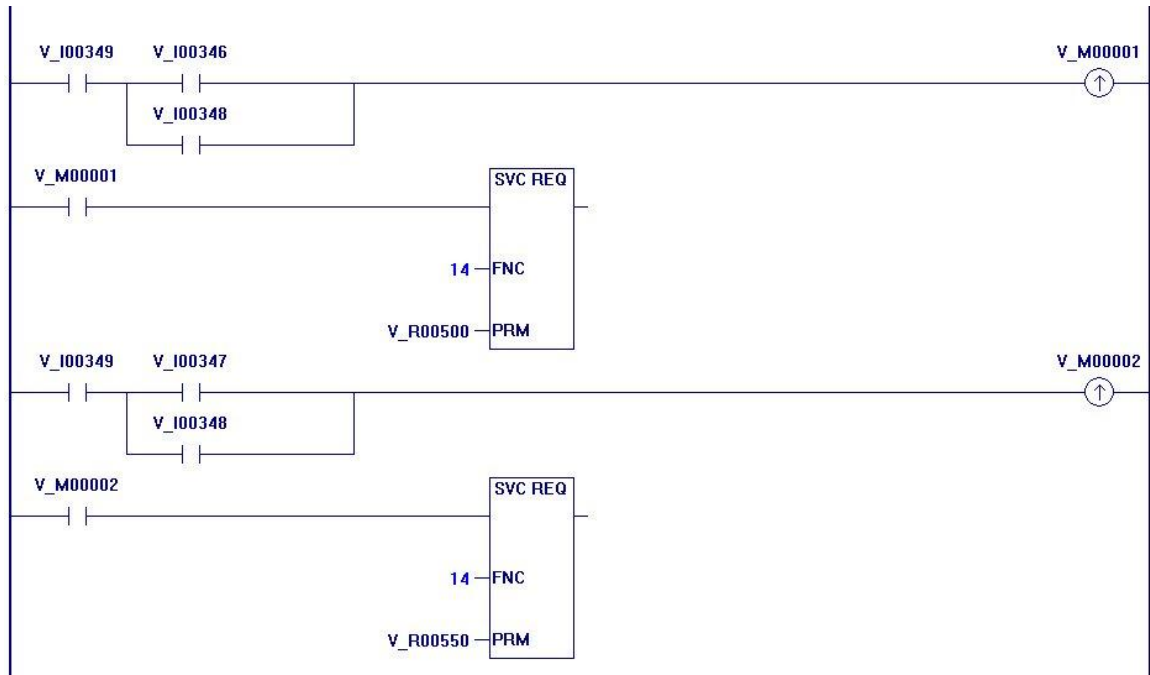 V_I00349 V_I00346 V_M00001
V_I00348
V_M00001 SVC REQ
14 FNC
V_R00500 PRM
V_I00349 V_I00347 V_M00002
V_I00348
V_M00002 SVC REQ
14 FNC
V_R00550 PRM